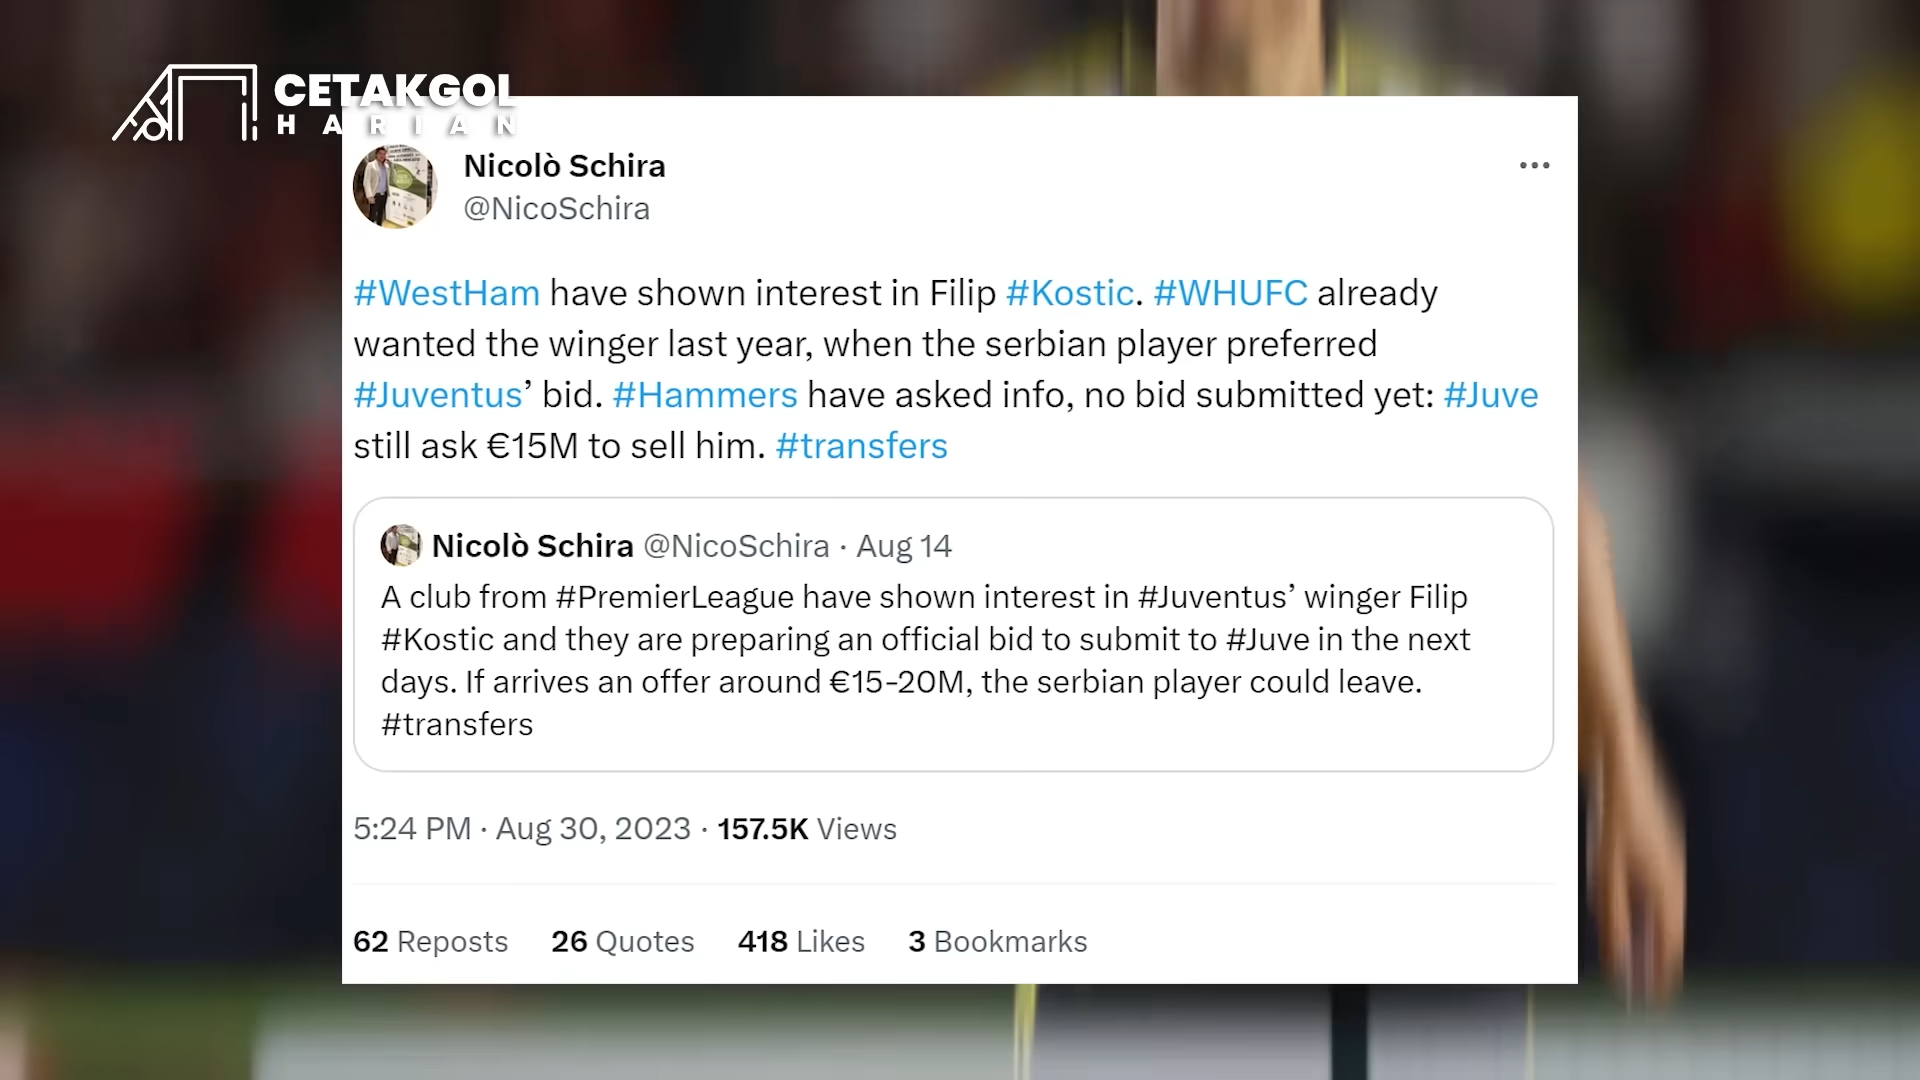 CETAKGOL
HARIAN
Nicolò Schira
@NicoSchira
#WestHam have shown interest in Filip #Kostic. #WHUFC already
wanted the winger last year, when the serbian player preferred
#Juventus’ bid. #Hammers have asked info, no bid submitted yet: #Juve
still ask €15M to sell him. #transfers
Nicolò Schira @NicoSchira · Aug 14
A club from #PremierLeague have shown interest in #Juventus’ winger Filip
#Kostic and they are preparing an official bid to submit to #Juve in the next
days. If arrives an offer around €15-20M, the serbian player could leave.
#transfers
5:24 PM · Aug 30, 2023 · 157.5K Views
62 Reposts 26 Quotes 418 Likes 3 Bookmarks